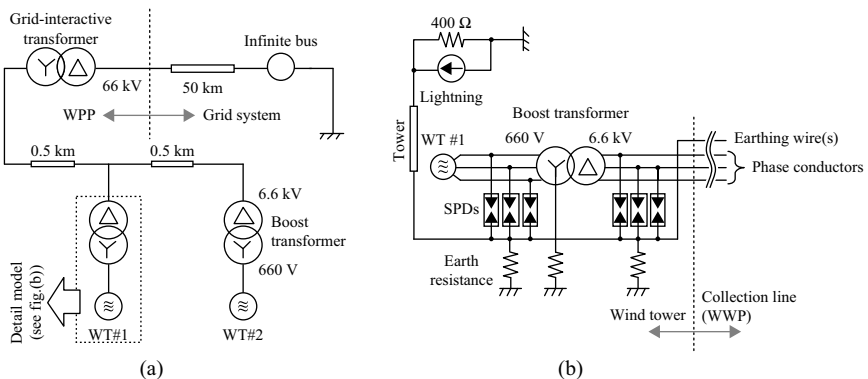 Grid-interactive
transformer
Infinite bus
66 kV
50 km
WPP
Grid system
0.5 km
0.5 km
6.6 kV
Boost
transformer
660 V
Detail model
(see fig.(b))
WT#1
WT#2
(a)
400 Ω
Lightning
Tower
Boost transformer
WT #1
660 V
6.6 kV
Earthing wire(s)
Phase conductors
SPDs
Earth
resistance
Wind tower
Collection line
(WWP)
(b)